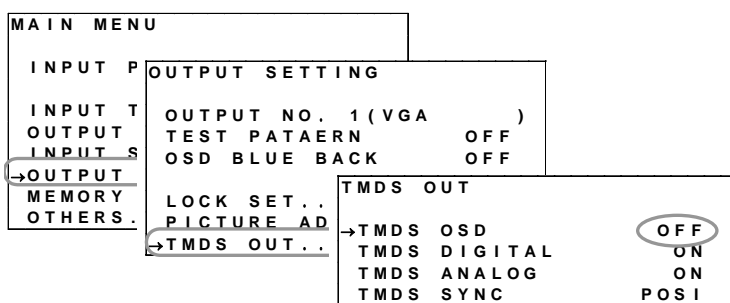 MAIN MENU
INPUT P
INPUT T
OUTPUT
INPUT S
→OUTPUT
MEMORY
OTHERS.
OUTPUT SETTING
OUTPUT NO. 1(VGA )
TEST PATAERN OFF
OSD BLUE BACK OFF
LOCK SET..
PICTURE AD
→TMDS OUT..
TMDS OUT
→TMDS OSD OFF
TMDS DIGITAL ON
TMDS ANALOG ON
TMDS SYNC POSI